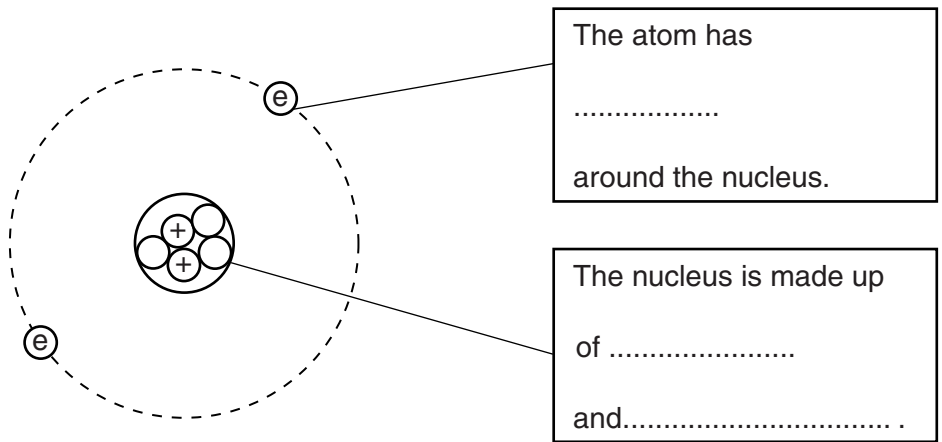 The atom has
..................
around the nucleus.
e
+
+
e
The nucleus is made up
of .......................
and................................. .